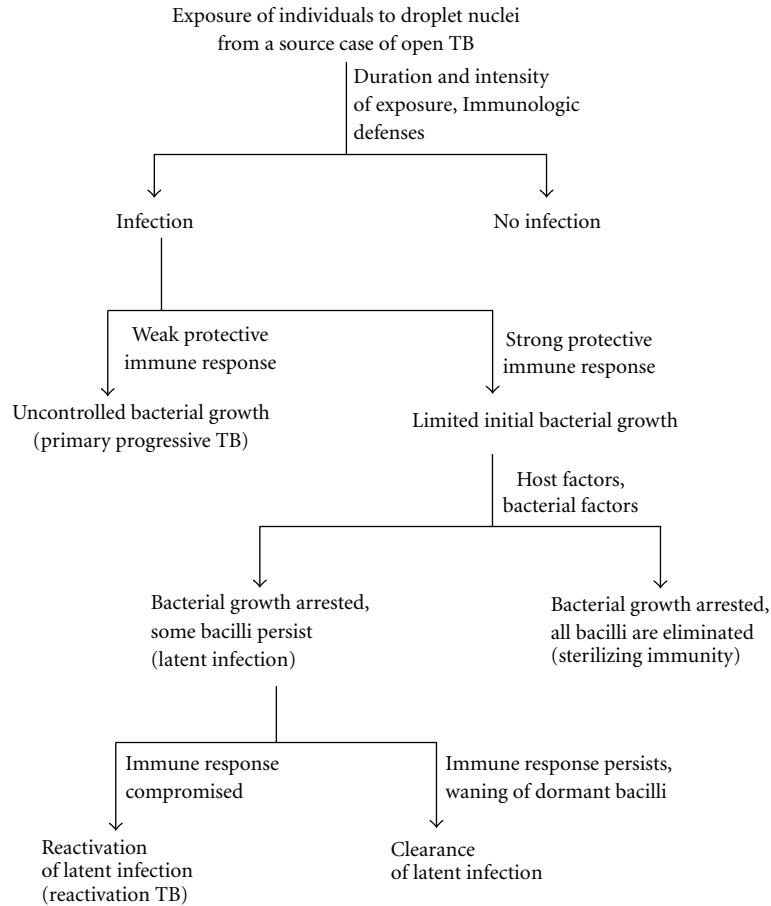 Exposure of individuals to droplet nuclei
from a source case of open TB
Duration and intensity
of exposure, Immunologic
defenses
Infection
No infection
Weak protective
immune response
Strong protective
immune response
Uncontrolled bacterial growth
(primary progressive TB)
Limited initial bacterial growth
Host factors,
bacterial factors
Bacterial growth arrested,
some bacilli persist
(latent infection)
Bacterial growth arrested,
all bacilli are eliminated
(sterilizing immunity)
Immune response
compromised
Immune response persists,
waning of dormant bacilli
Reactivation
of latent infection
(reactivation TB)
Clearance
of latent infection